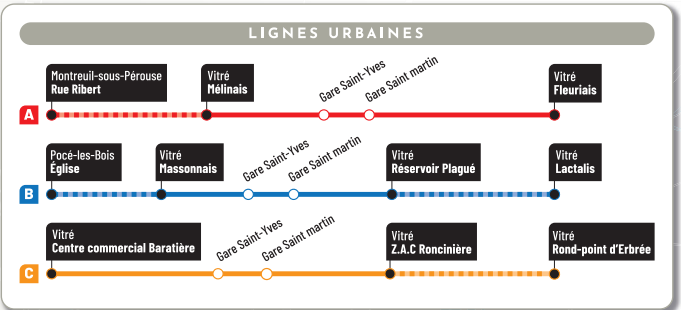 LIGNES URBAINES
Montreuil-sous-Pérouse
Rue Ribert
Vitré
Mélinais
Gare Saint-Yves
Gare Saint martin
Vitré
Fleuriais
A
Pocé-les-Bois
Église
Vitré
Massonnais
Gare Saint-Yves
Gare Saint martin
Vitré
Réservoir Plagué
Vitré
Lactalis
B
Vitré
Centre commercial Baratière
Gare Saint-Yves
Gare Saint martin
Vitré
Z.A.C Roncinière
Vitré
Rond-point d'Erbrée
C